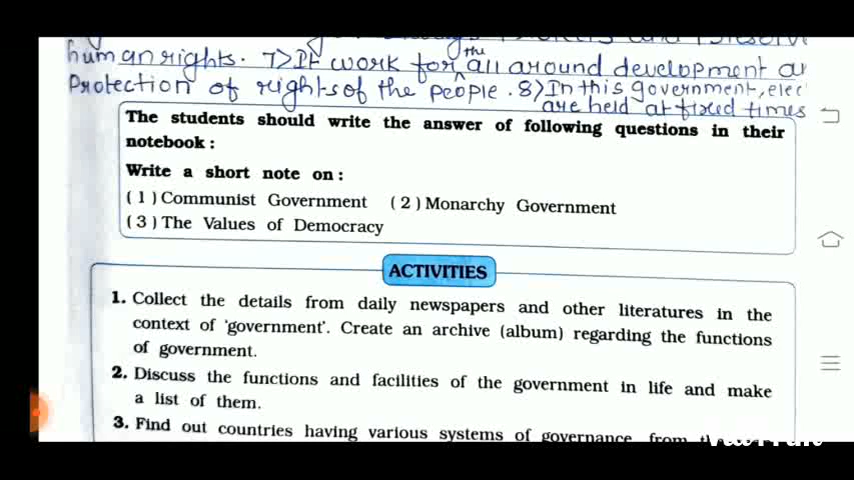 human rights. 7> It work for the all around development
Protection of rights of the people. 8> In this government, elec
are held at fixed times
The students should write the answer of following questions in their
notebook :
Write a short note on :
(1) Communist Government (2) Monarchy Government
(3) The Values of Democracy
ACTIVITIES
1. Collect the details from daily newspapers and other literatures in the
context of 'government'. Create an archive (album) regarding the functions
of government.
2. Discuss the functions and facilities of the government in life and make
a list of them.
3. Find out countries having various systems of governance, from